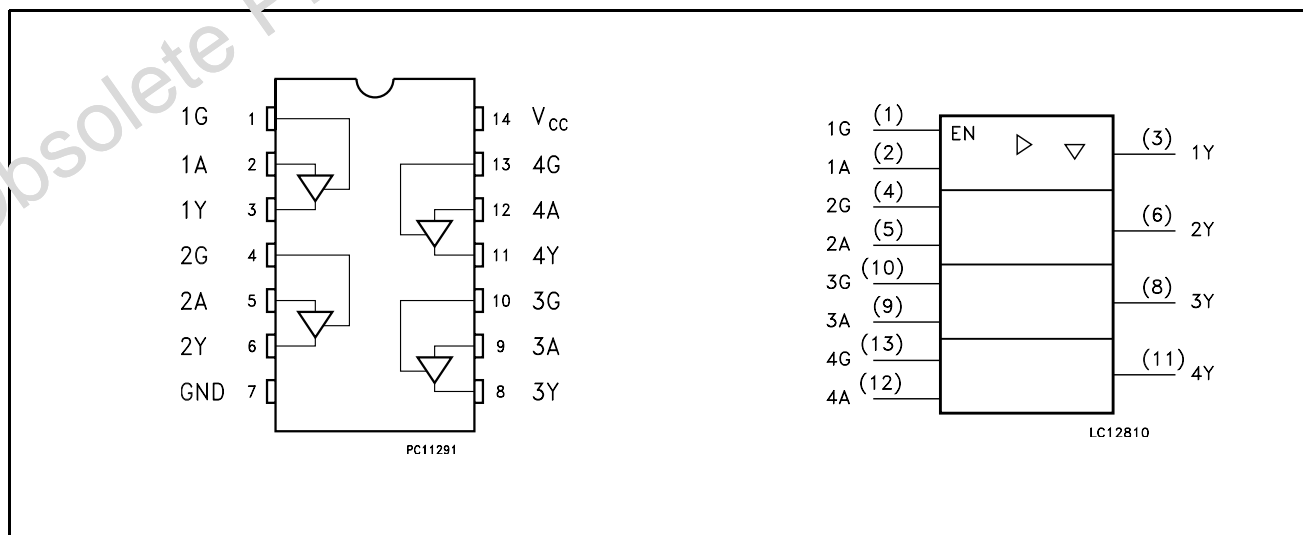 obsolete
1G 1 14 VCC
1A 2 13 4G
1Y 3 12 4A
2G 4 11 4Y
2A 5 10 3G
2Y 6 9 3A
GND 7 8 3Y
PC11291
1G (1) EN (3) 1Y
1A (2)
2G (4) (6) 2Y
2A (5)
3G (10) (8) 3Y
3A (9)
4G (13) (11) 4Y
4A (12)
LC12810